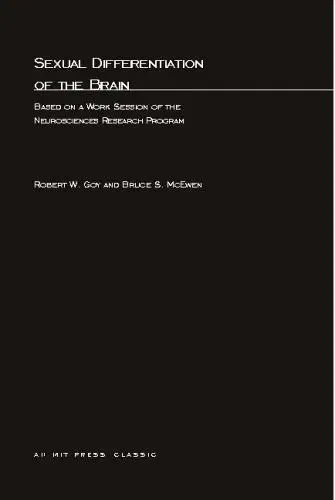 Sexual Differentiation
of the Brain
Based on a Work Session of the
Neurosciences Research Program
Robert W. Goy and Bruce S. McEwen
AN MIT PRESS CLASSIC